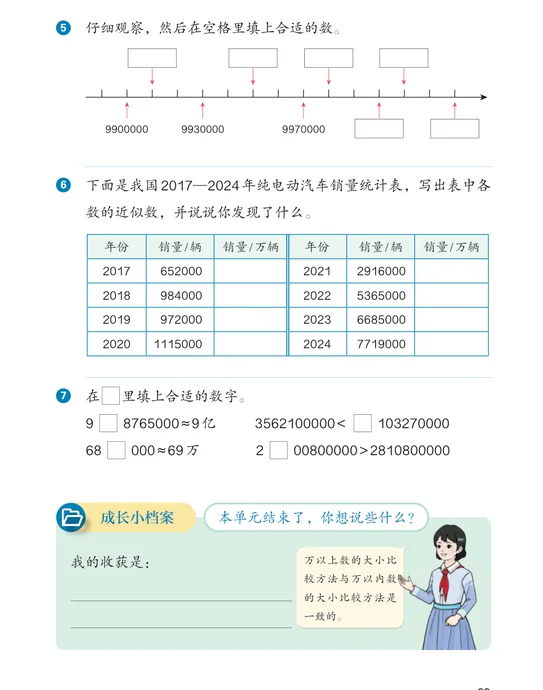 5 仔细观察，然后在空格里填上合适的数。
9900000 9930000 9970000
6 下面是我国2017—2024年纯电动汽车销量统计表，写出表中各
数的近似数，并说说你发现了什么。
年份 销量/辆 销量/万辆 年份 销量/辆 销量/万辆
2017 652000 2021 2916000
2018 984000 2022 5365000
2019 972000 2023 6685000
2020 1115000 2024 7719000
7 在□里填上合适的数字。
9□8765000≈9亿 3562100000<□103270000
68□000≈69万 2□00800000>2810800000
成长小档案 本单元结束了，你想说些什么？
我的收获是：
万以上数的大小比
较方法与万以内数
的大小比较方法是
一致的。